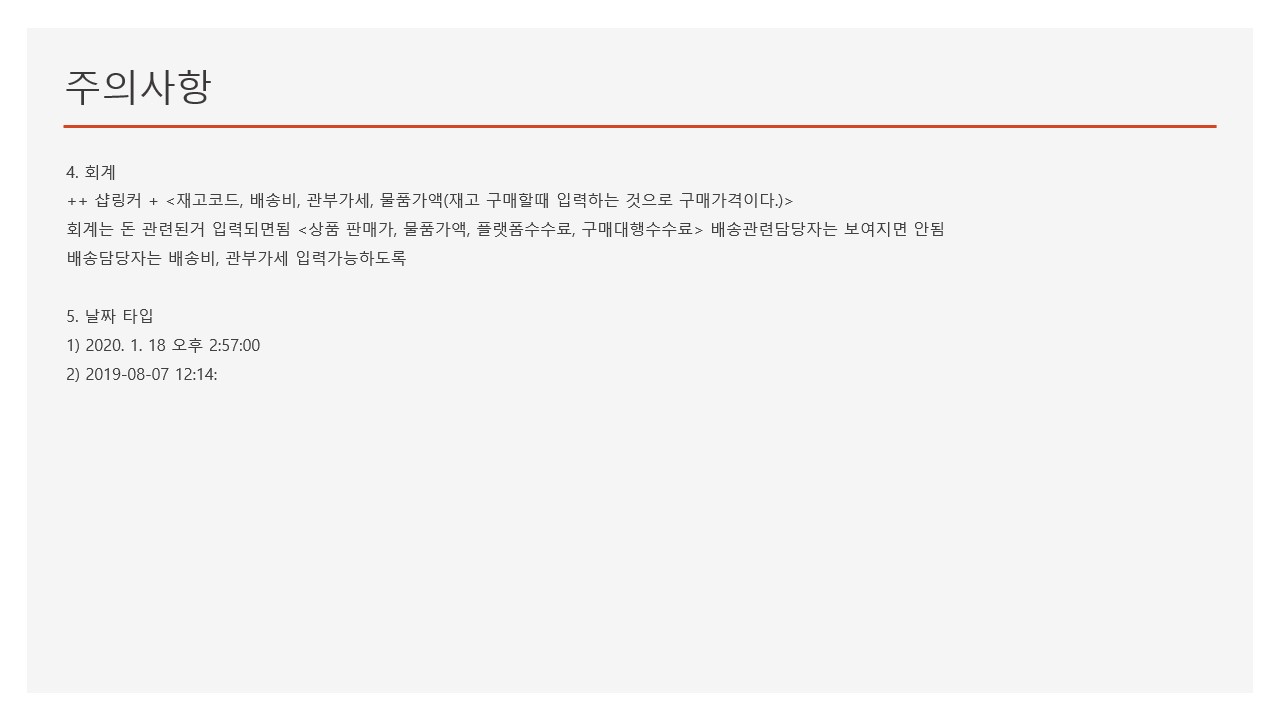 주의사항
4. 회계
++ 샵링커 + <재고코드, 배송비, 관부가세, 물품가액(재고 구매할때 입력하는 것으로 구매가격이다.)>
회계는 돈 관련된거 입력되면됨 <상품 판매가, 물품가액, 플랫폼수수료, 구매대행수수료> 배송관련담당자는 보여지면 안됨
배송담당자는 배송비, 관부가세 입력가능하도록
5. 날짜 타입
1) 2020. 1. 18 오후 2:57:00
2) 2019-08-07 12:14: